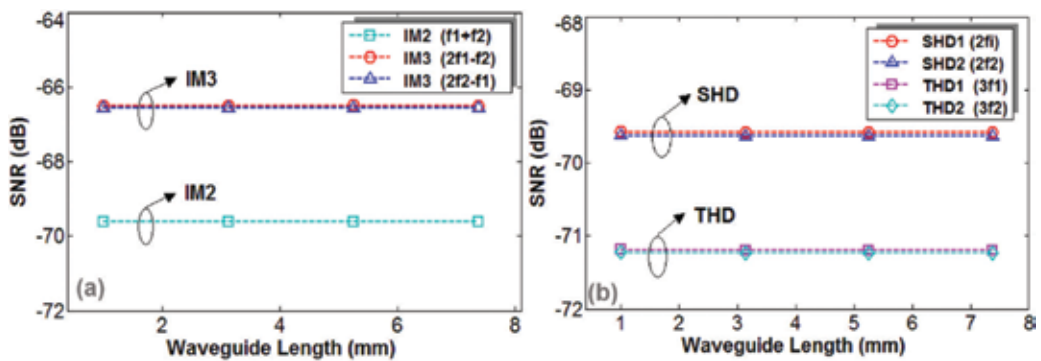 -64
-66
-68
-70
-72
SNR (dB)
IM2 (f1+f2)
IM3 (2f1-f2)
IM3 (2f2-f1)
IM3
IM2
(a)
2 4 6 8
Waveguide Length (mm)
-68
-69
-70
-71
-72
SNR (dB)
SHD1 (2fi)
SHD2 (2f2)
THD1 (3f1)
THD2 (3f2)
SHD
THD
(b)
1 2 3 4 5 6 7 8
Waveguide Length (mm)